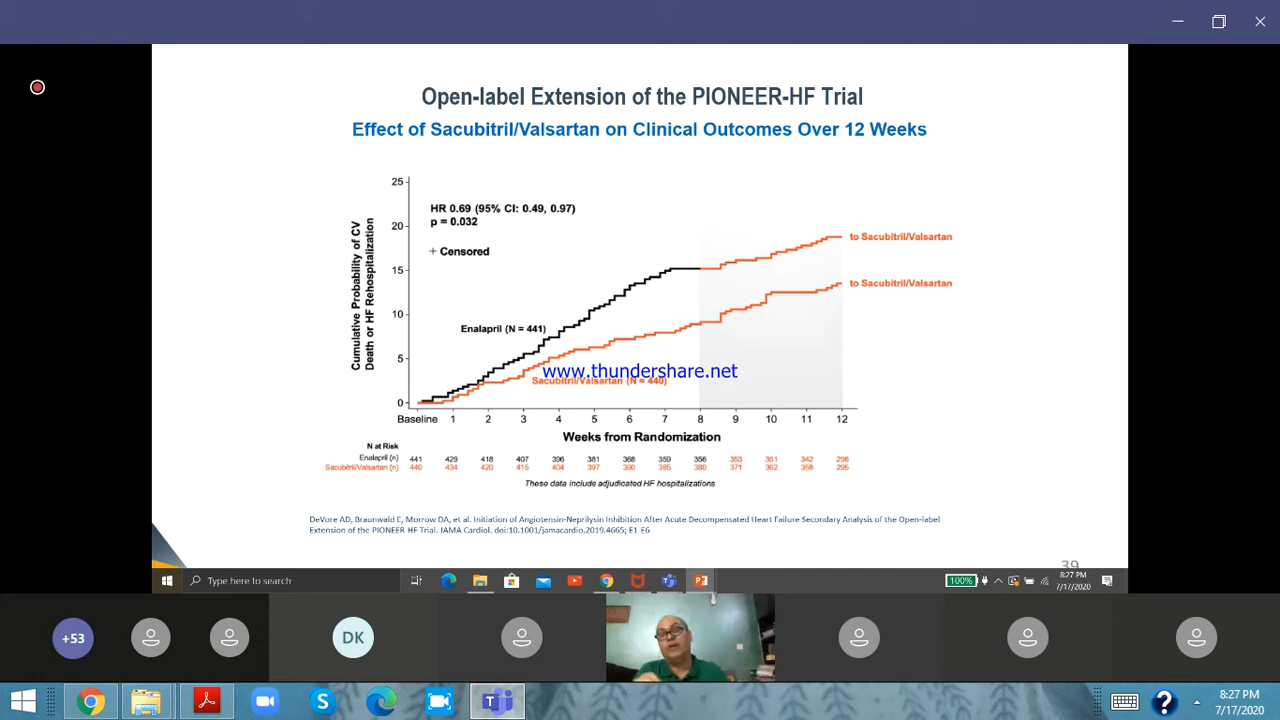 Open-label Extension of the PIONEER-HF Trial
Effect of Sacubitril/Valsartan on Clinical Outcomes Over 12 Weeks
Cumulative Probability of CV
Death or HF Rehospitalization
25
20
15
10
5
0
HR 0.69 (95% CI: 0.49, 0.97)
p = 0.032
+ Censored
to Sacubitril/Valsartan
to Sacubitril/Valsartan
Enalapril (N = 441)
www.thundershare.net
Sacubitril/Valsartan (N = 440)
Baseline 1 2 3 4 5 6 7 8 9 10 11 12
Weeks from Randomization
N at Risk
Enalapril (n) 441 429 418 407 396 381 368 359 356 353 351 342 296
Sacubitril/Valsartan (n) 440 434 420 415 404 397 390 385 380 371 362 358 295
These data include adjudicated HF hospitalizations
DeVore AD, Braunwald E, Morrow DA, et al. Initiation of Angiotensin-Neprilysin Inhibition After Acute Decompensated Heart Failure Secondary Analysis of the Open-label
Extension of the PIONEER-HF Trial. JAMA Cardiol. doi:10.1001/jamacardio.2019.4665; E1-E6
39
Type here to search
100%
8:27 PM
7/17/2020
+53
DK
8:27 PM
7/17/2020